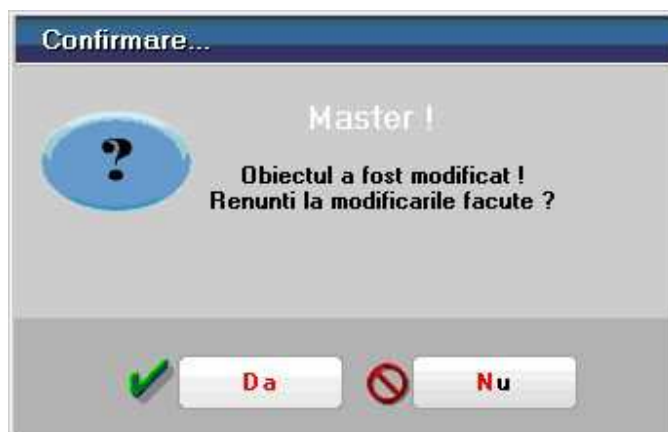 Confirmare...
?
Master !
Obiectul a fost modificat !
Renunti la modificarile facute ?
Da
Nu